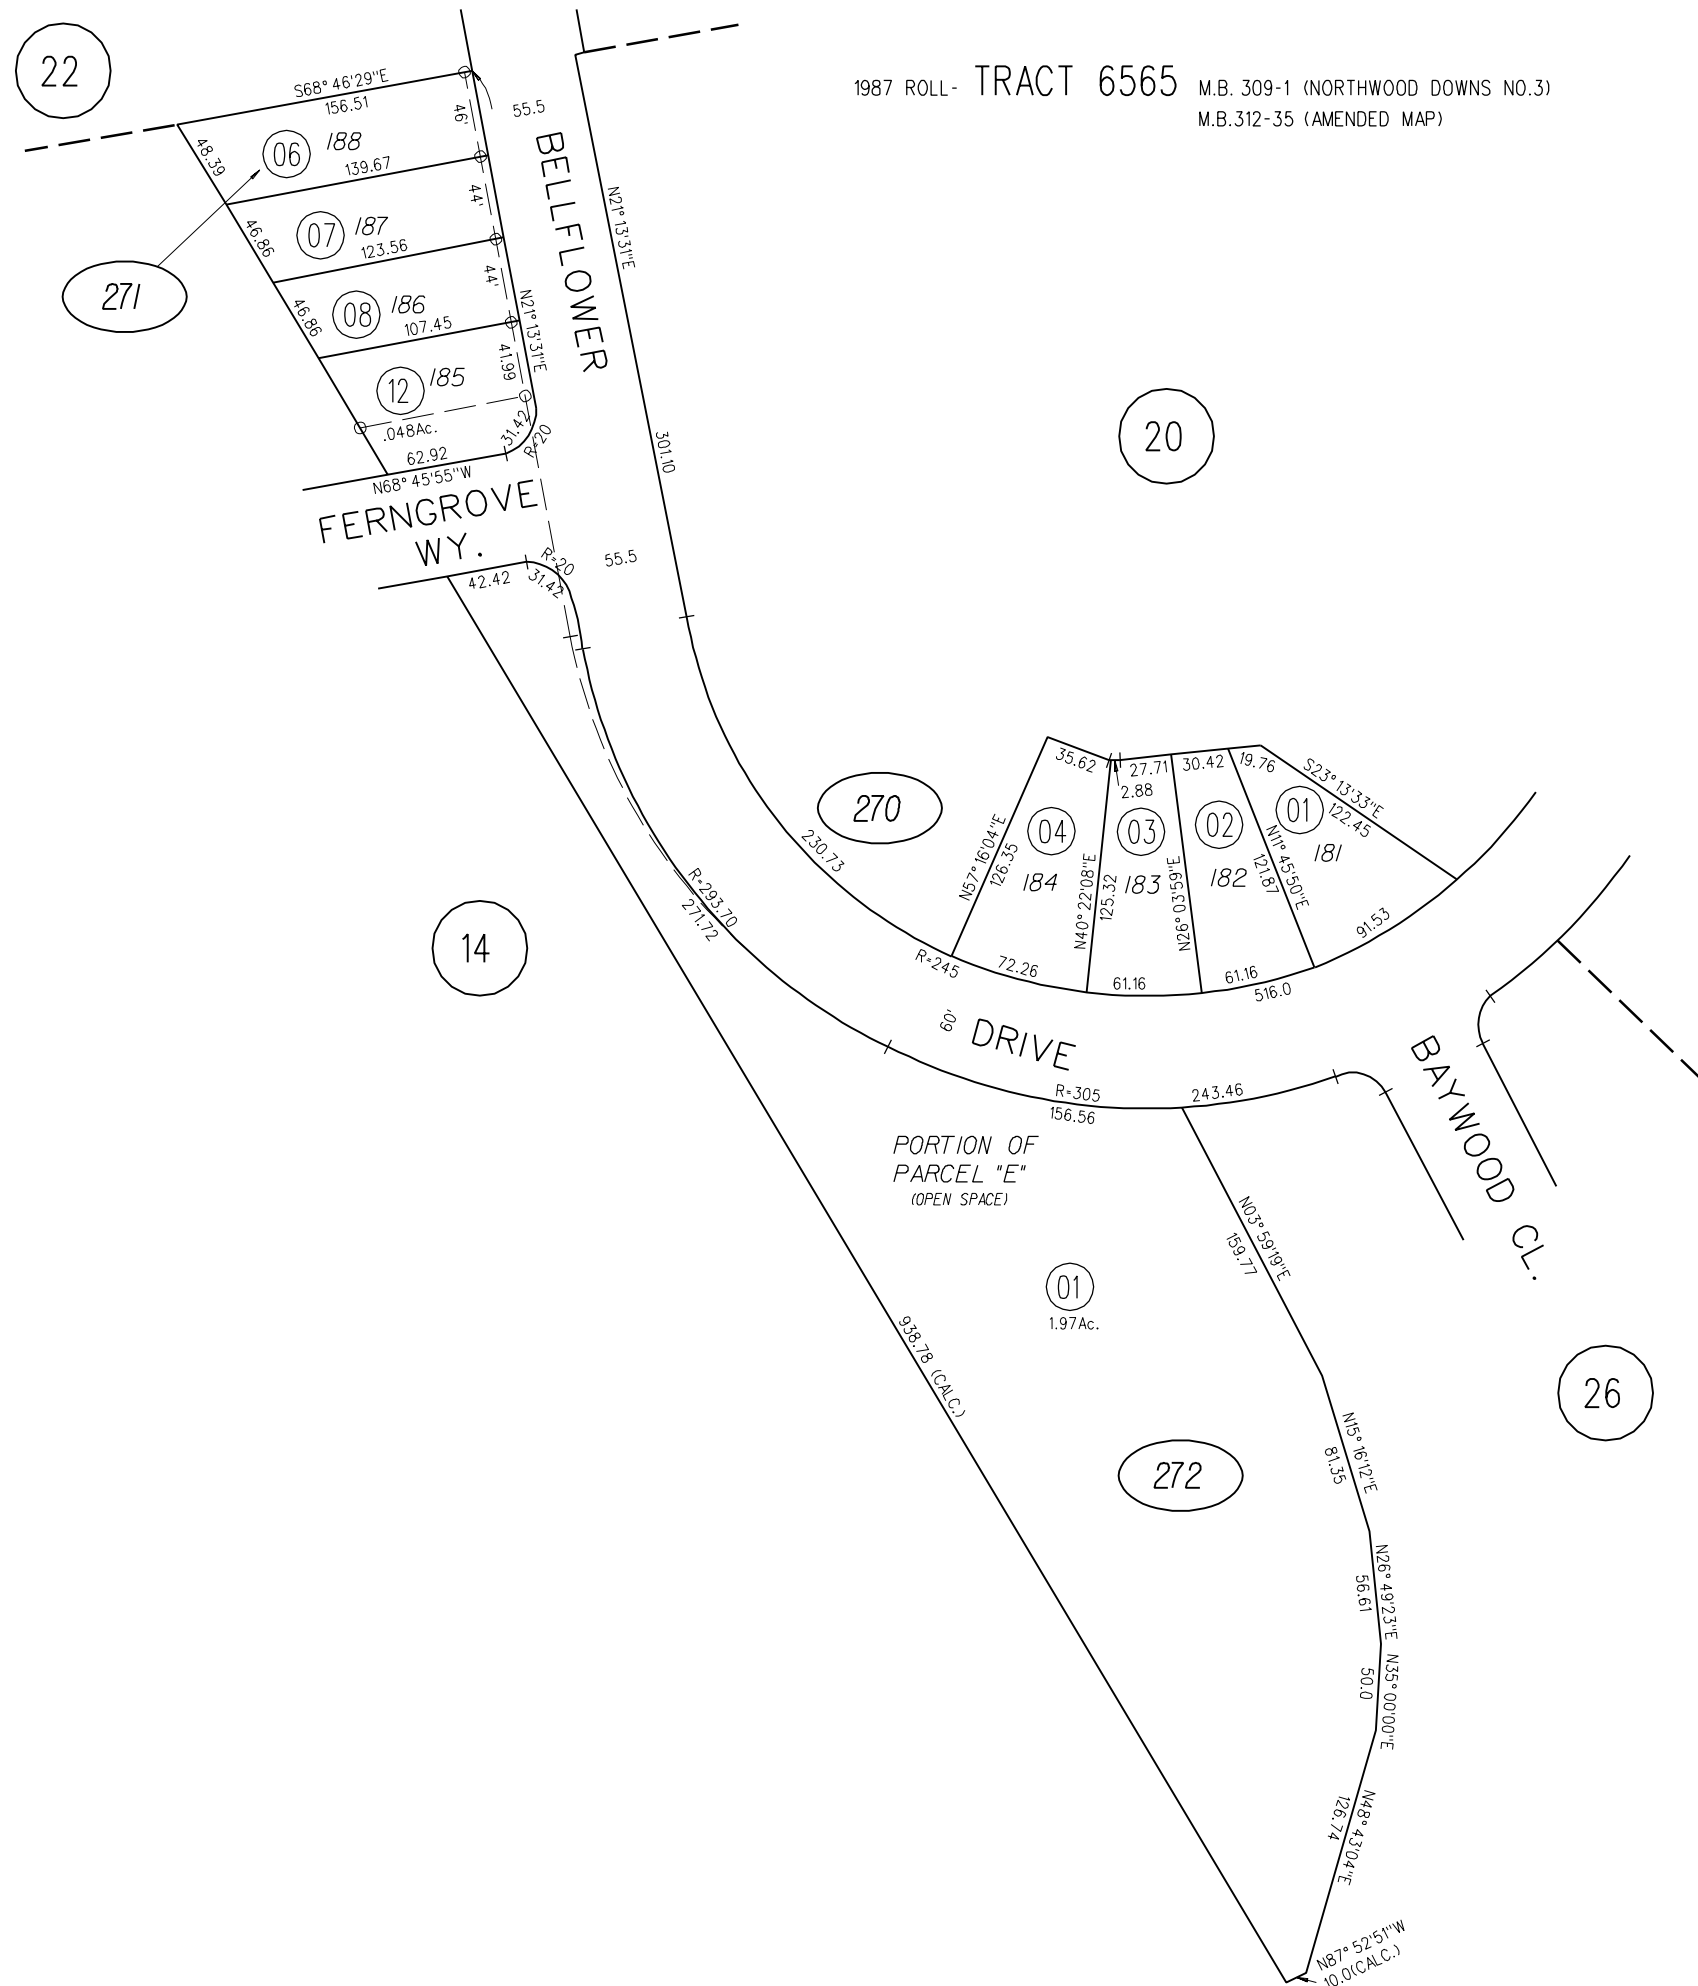 22
1987 ROLL- TRACT 6565 M.B. 309-1 (NORTHWOOD DOWNS NO.3)
M.B.312-35 (AMENDED MAP)
S68° 46'29"E
156.51
46'
55.5
48.39
06 188
139.67
BELLFLOWER
N21° 13'31"E
44'
46.86
07 187
123.56
271
44'
46.86
08 186
107.45
N21° 13'31"E
41.99
12 185
.048Ac.
31.42
R=20
62.92
N68° 45'55"W
301.10
20
FERNGROVE
WY.
R=20
55.5
42.42
31.42
35.62
27.71
30.42
19.76
S23° 13'33"E
122.45
2.88
270
04
03
02
01
230.73
N57° 16'04"E
126.35
184
N40° 22'08"E
125.32
183
N26° 03'59"E
182
N11° 45'50"E
121.87
181
R=293.70
271.72
14
91.53
R=245
72.26
61.16
61.16
516.0
60'
DRIVE
BAYWOOD CL.
R=305
156.56
243.46
PORTION OF
PARCEL "E"
(OPEN SPACE)
N03° 59'19"E
159.77
01
1.97Ac.
938.78 (CALC.)
26
N15° 16'12"E
81.35
272
N26° 49'23"E
56.61
N35° 00'00"E
50.0
N48° 43'04"E
126.74
N87° 52'51"W
10.0(CALC.)